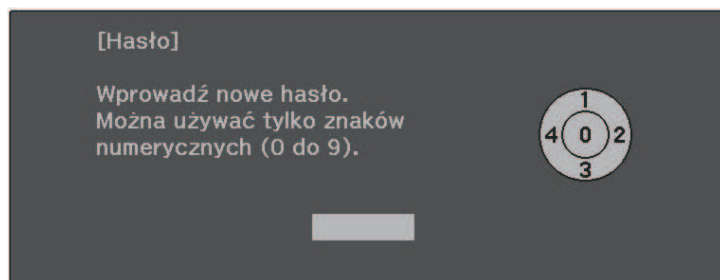 [Hasło]
Wprowadź nowe hasło.
Można używać tylko znaków
numerycznych (0 do 9).
1
4 0 2
3